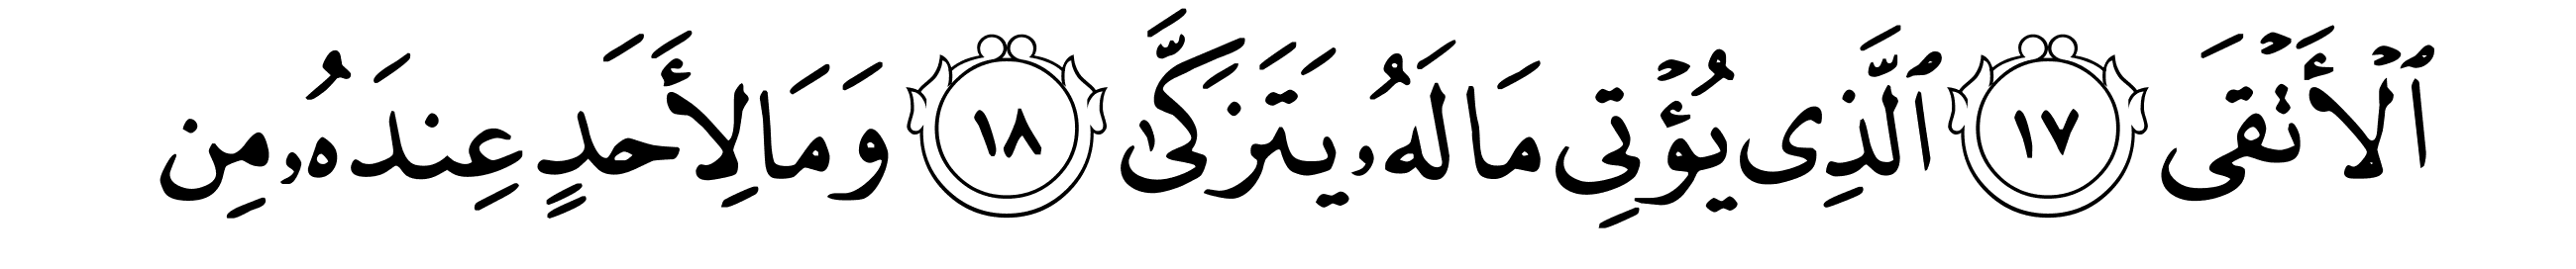 ٱلْأَتْقَى ١٧ ٱلَّذِى يُؤْتِى مَالَهُۥ يَتَزَكَّىٰ ١٨ وَمَا لِأَحَدٍ عِندَهُۥ مِن